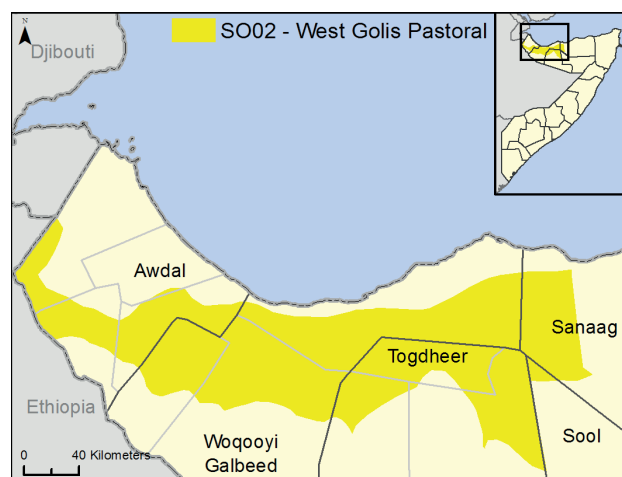 N
SO02 - West Golis Pastoral
Djibouti
Awdal
Sanaag
Togdheer
Ethiopia
Woqooyi
Galbeed
Sool
0 40 Kilometers